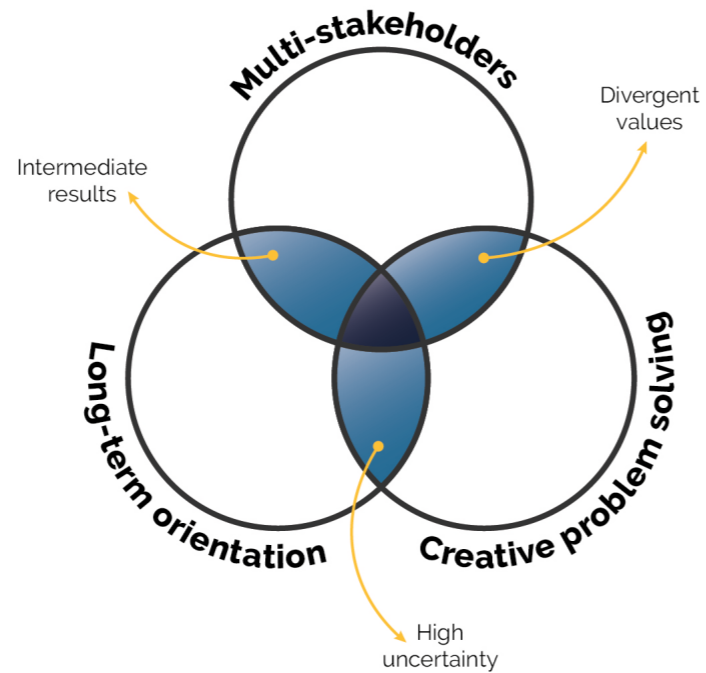 Multi-stakeholders
Divergent
values
Intermediate
results
Long-term orientation
Creative problem solving
High
uncertainty